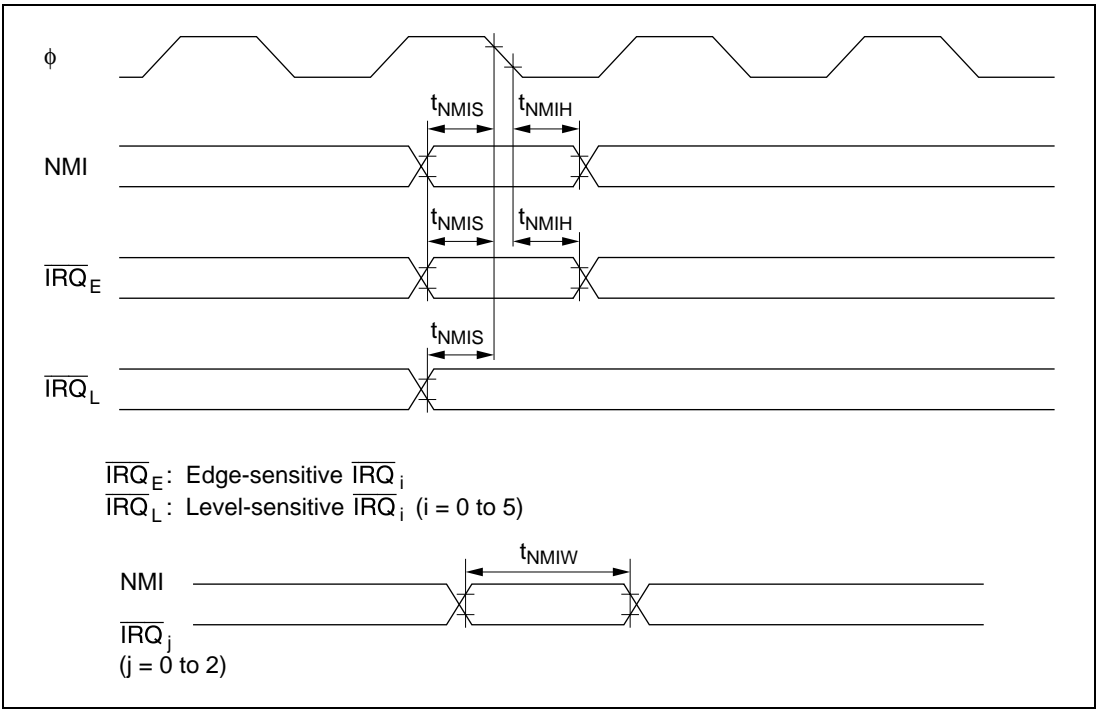 ϕ
tNMIS tNMIH
NMI
tNMIS tNMIH
IRQE
tNMIS
IRQL
IRQE: Edge-sensitive IRQi
IRQL: Level-sensitive IRQi (i = 0 to 5)
tNMIW
NMI
IRQj
(j = 0 to 2)